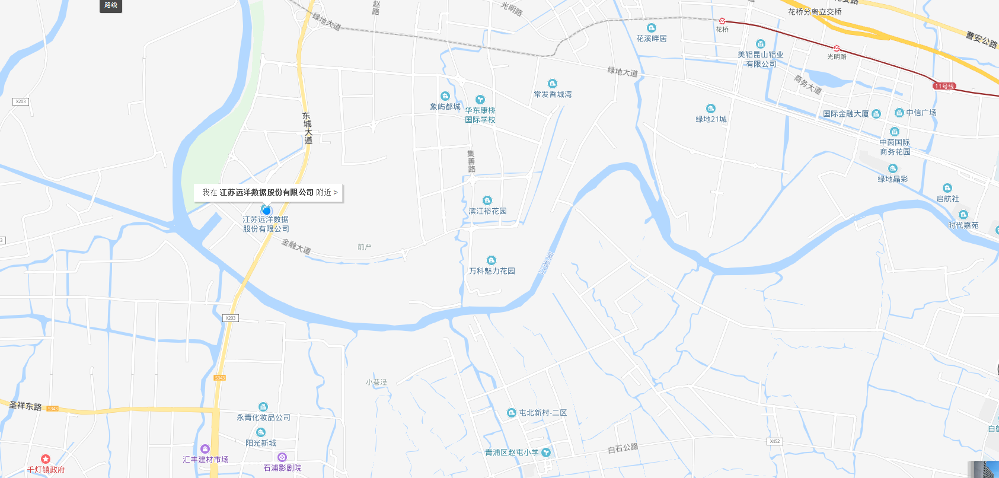 路线
赵路
光明路
绿地大道
花桥
花溪畔居
花桥分离立交桥
曹安公路
光明路
美铝昆山铝业
有限公司
11号线
绿地大道
商务大道
常发香城湾
象屿都城
华东康桥
国际学校
X203
东城大道
绿地21城
国际金融大厦
中信广场
中茵国际
商务花园
集善路
绿地晶彩
启航社
时代嘉苑
我在 江苏远洋数据股份有限公司 附近 >
江苏远洋数据
股份有限公司
滨江裕花园
3
金融大道
前严
万科魅力花园
X203
S343
小巷泾
圣祥东路
S343
永青化妆品公司
阳光新城
屯北新村-二区
白鹤
汇丰建材市场
石浦影剧院
千灯镇政府
青浦区赵屯小学
白石公路
X452